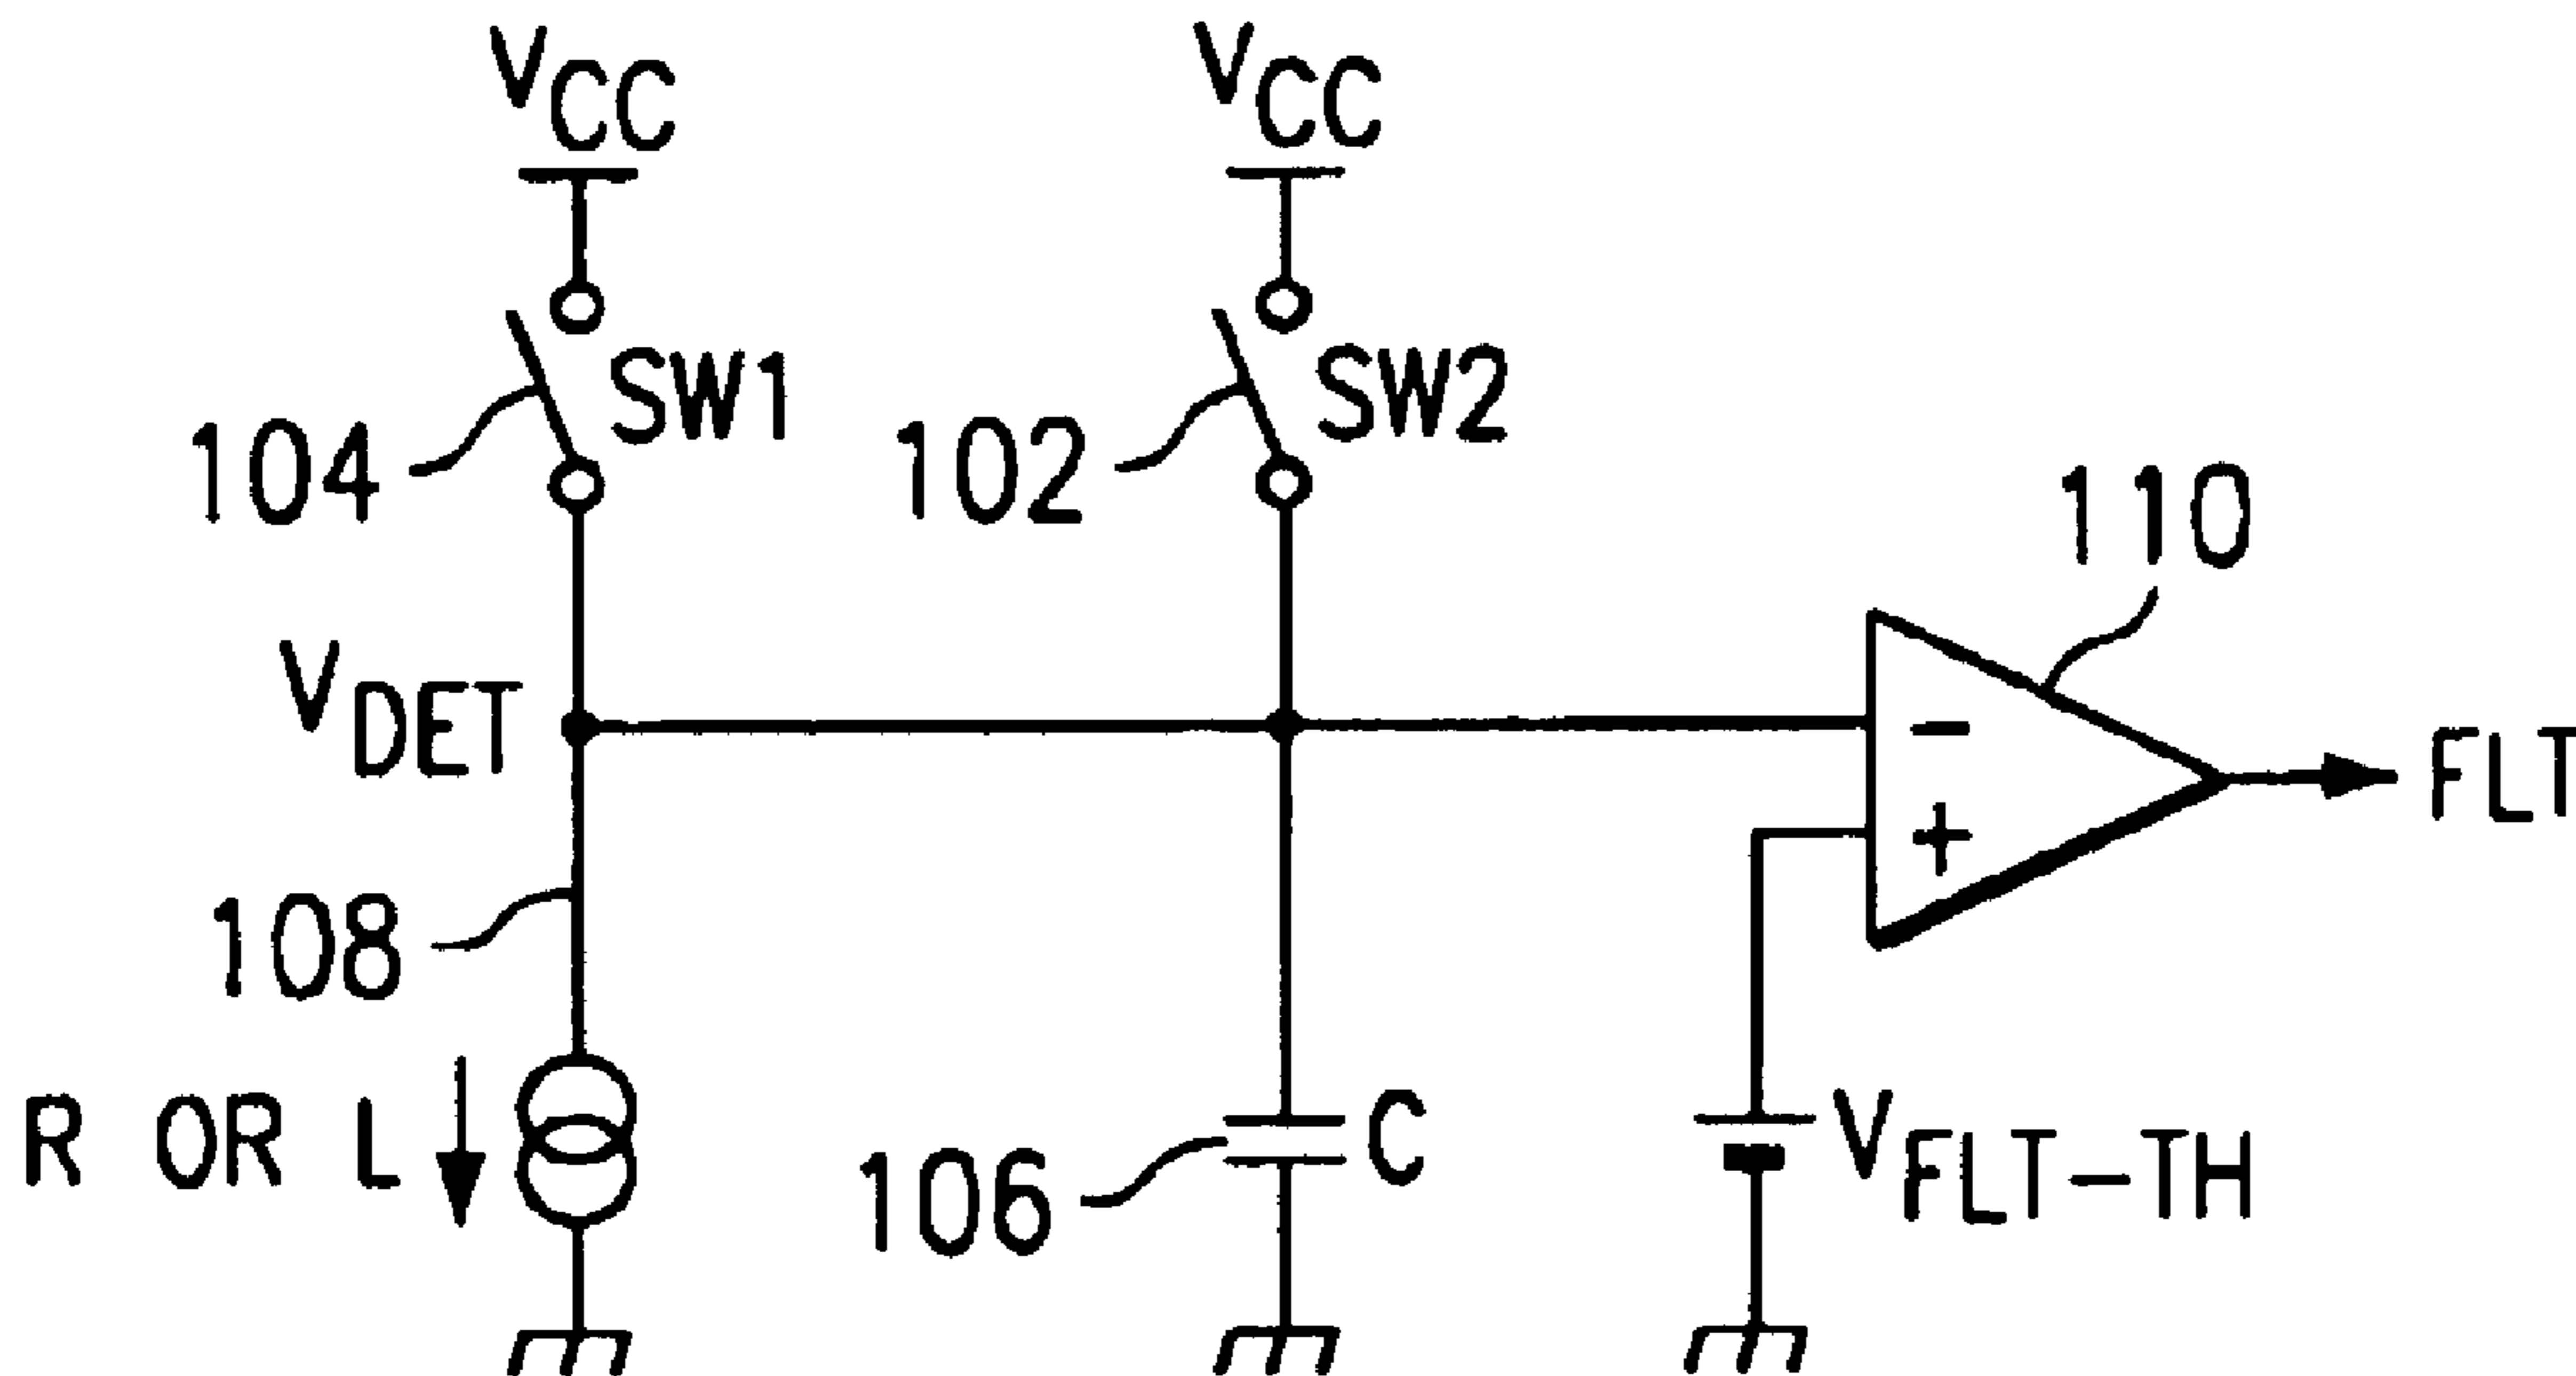 VCC
VCC
SW1
SW2
104
102
110
VDET
−
FLT
+
108
R OR L
C
106
VFLT−TH